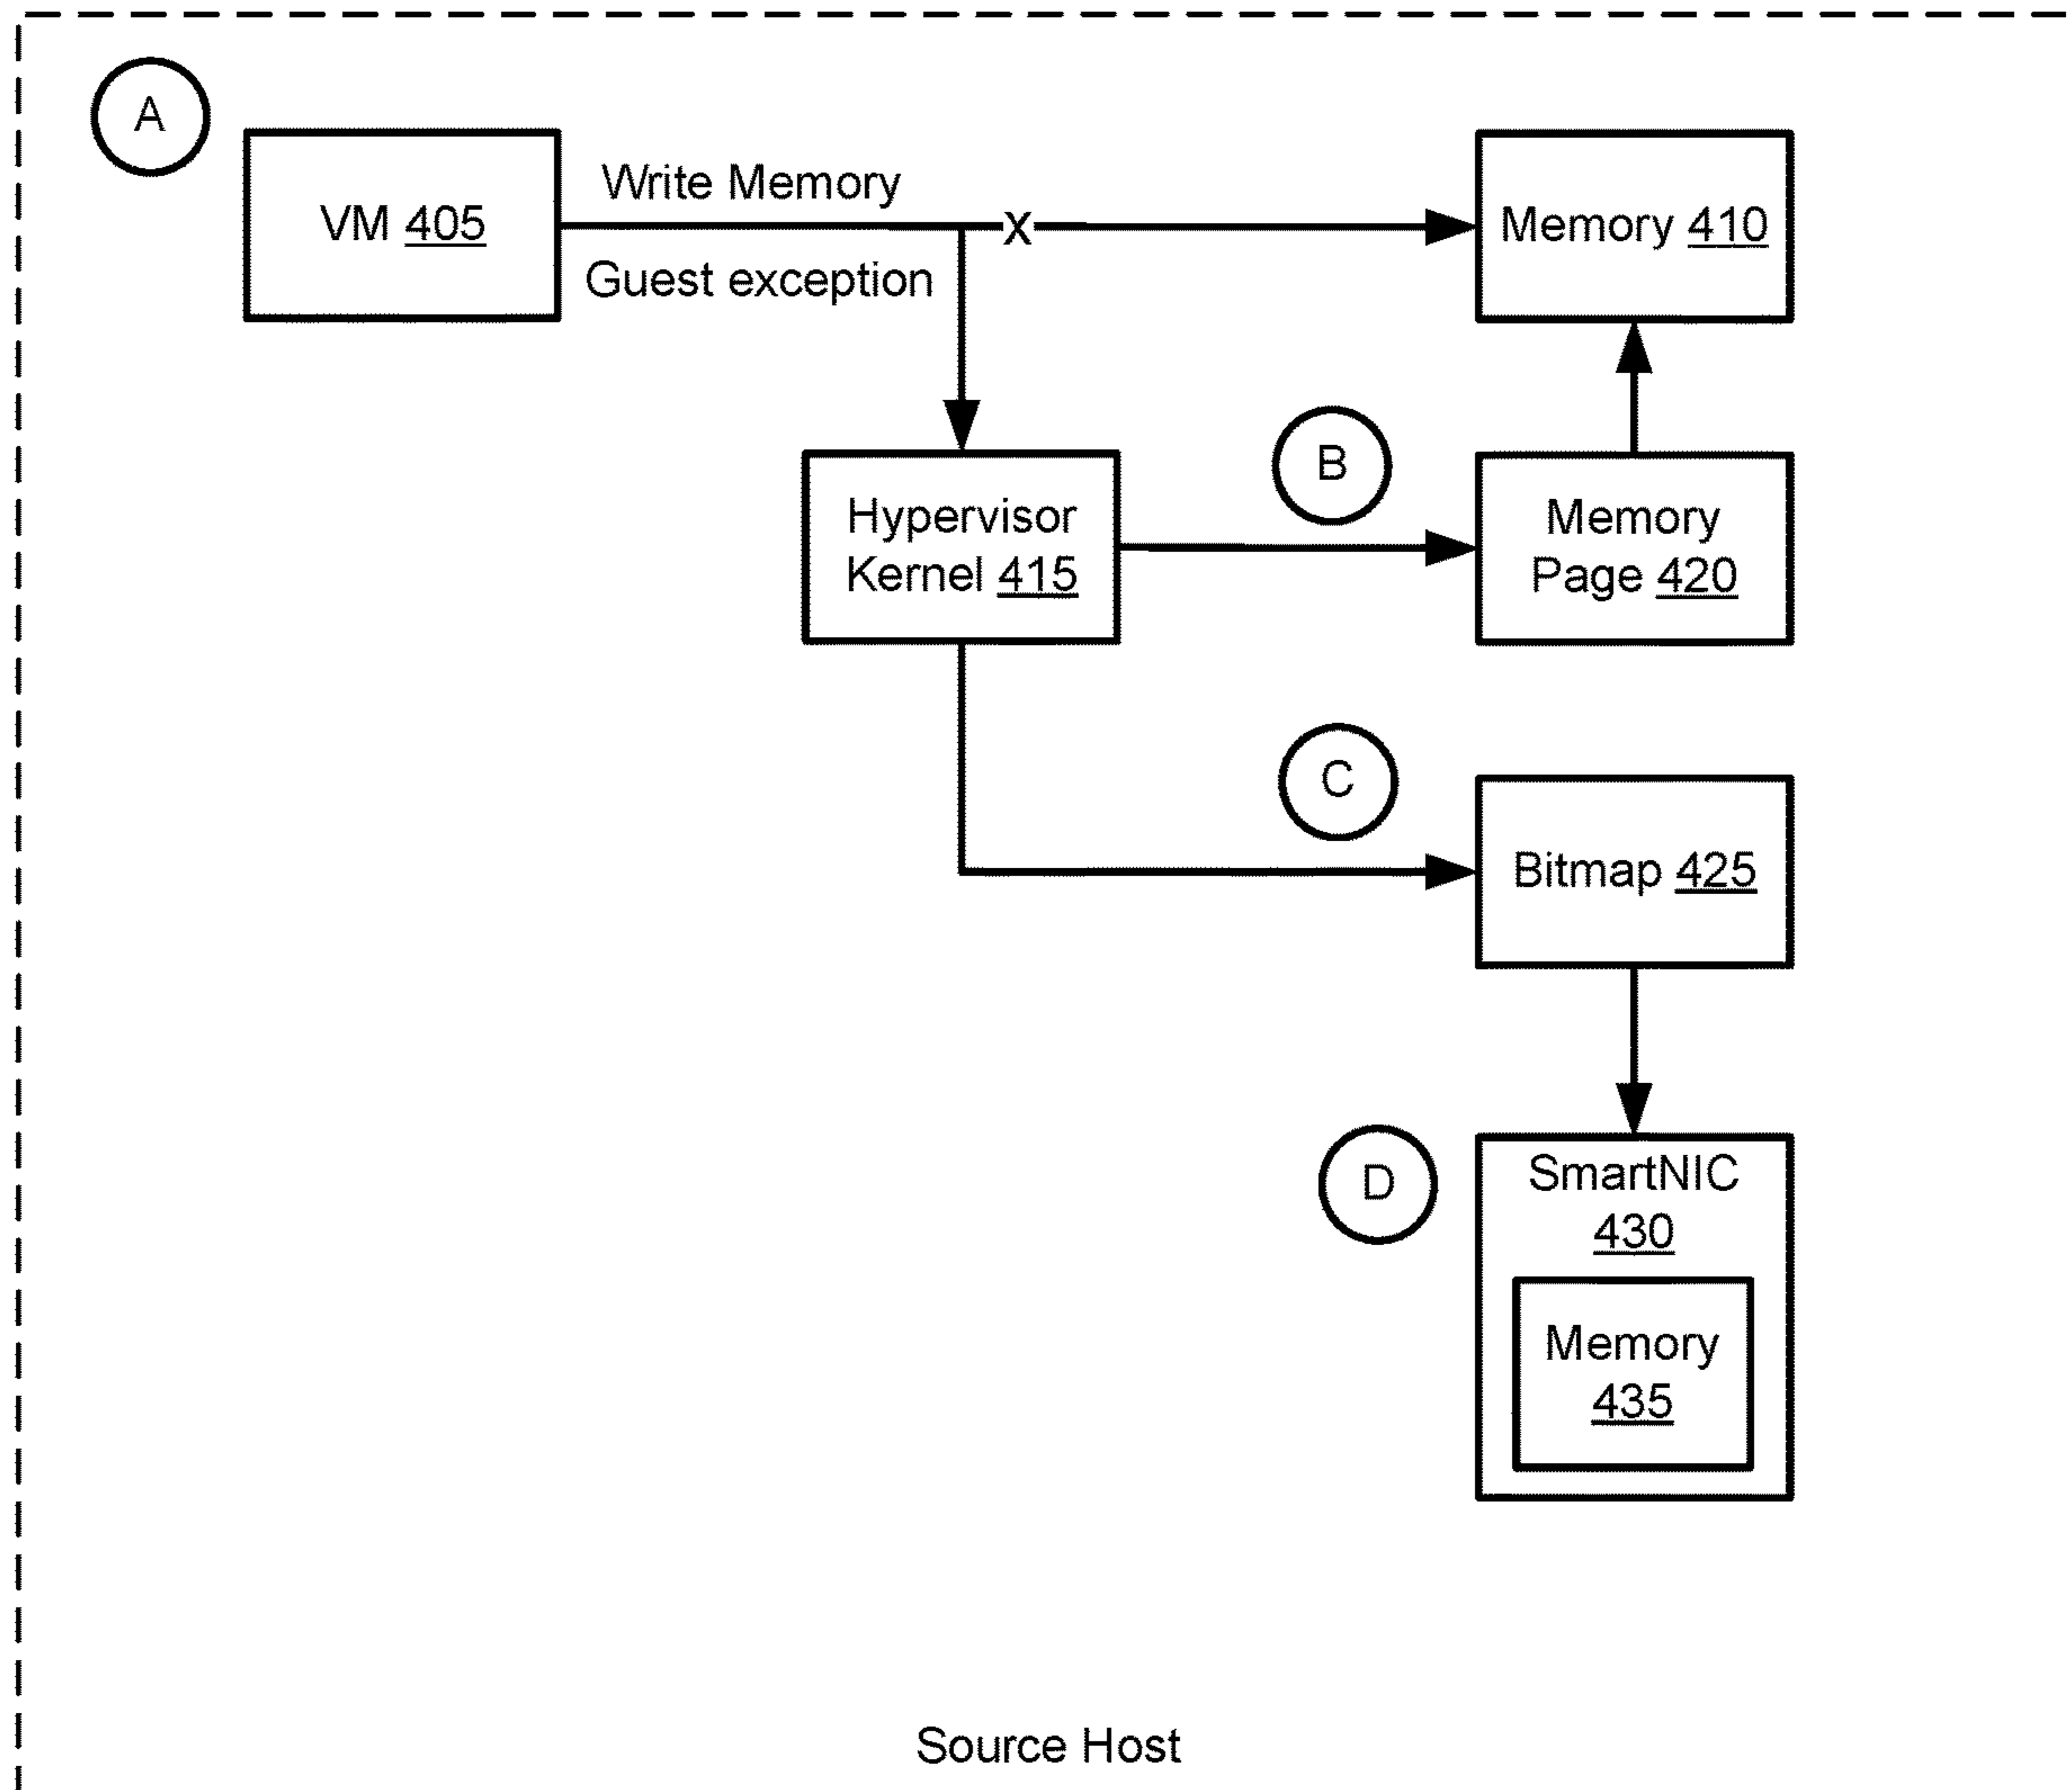 A
VM 405
Write Memory
X
Guest exception
Memory 410
Hypervisor
Kernel 415
B
Memory
Page 420
C
Bitmap 425
D
SmartNIC
430
Memory
435
Source Host